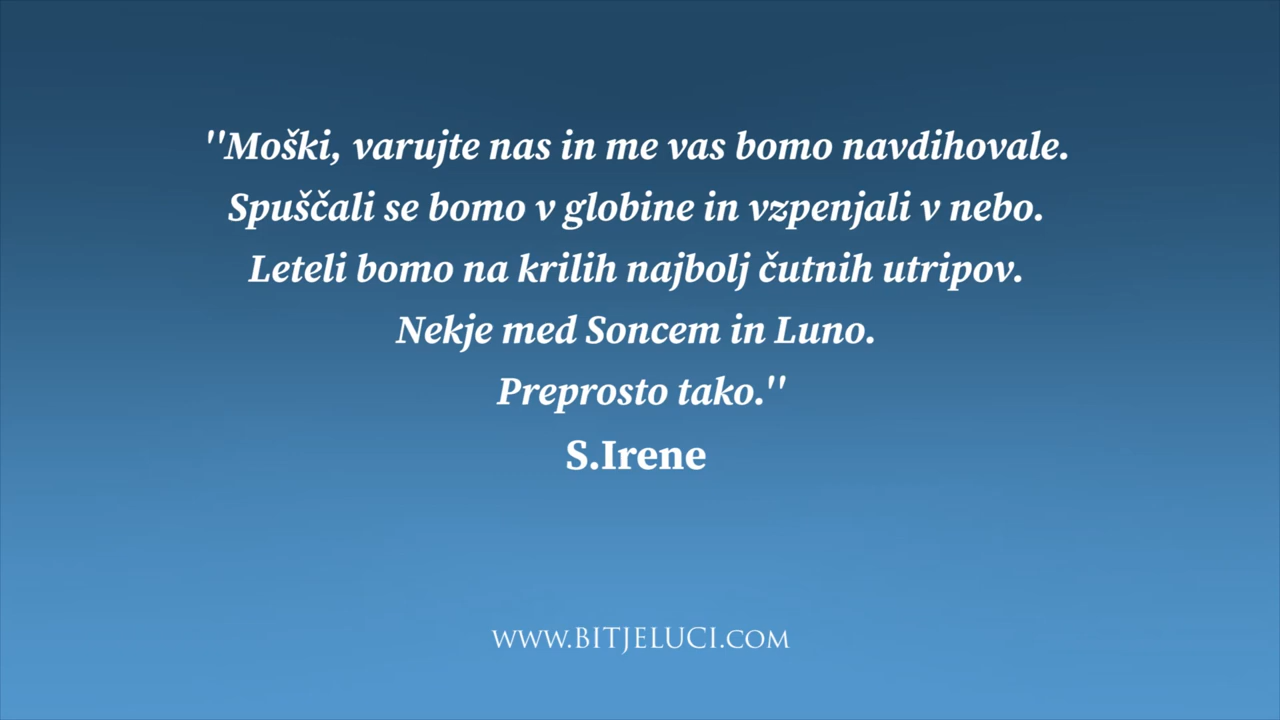 "Moški, varujte nas in me vas bomo navdihovale.
Spuščali se bomo v globine in vzpenjali v nebo.
Leteli bomo na krilih najbolj čutnih utripov.
Nekje med Soncem in Luno.
Preprosto tako."
S.Irene
www.BITJELUCI.com